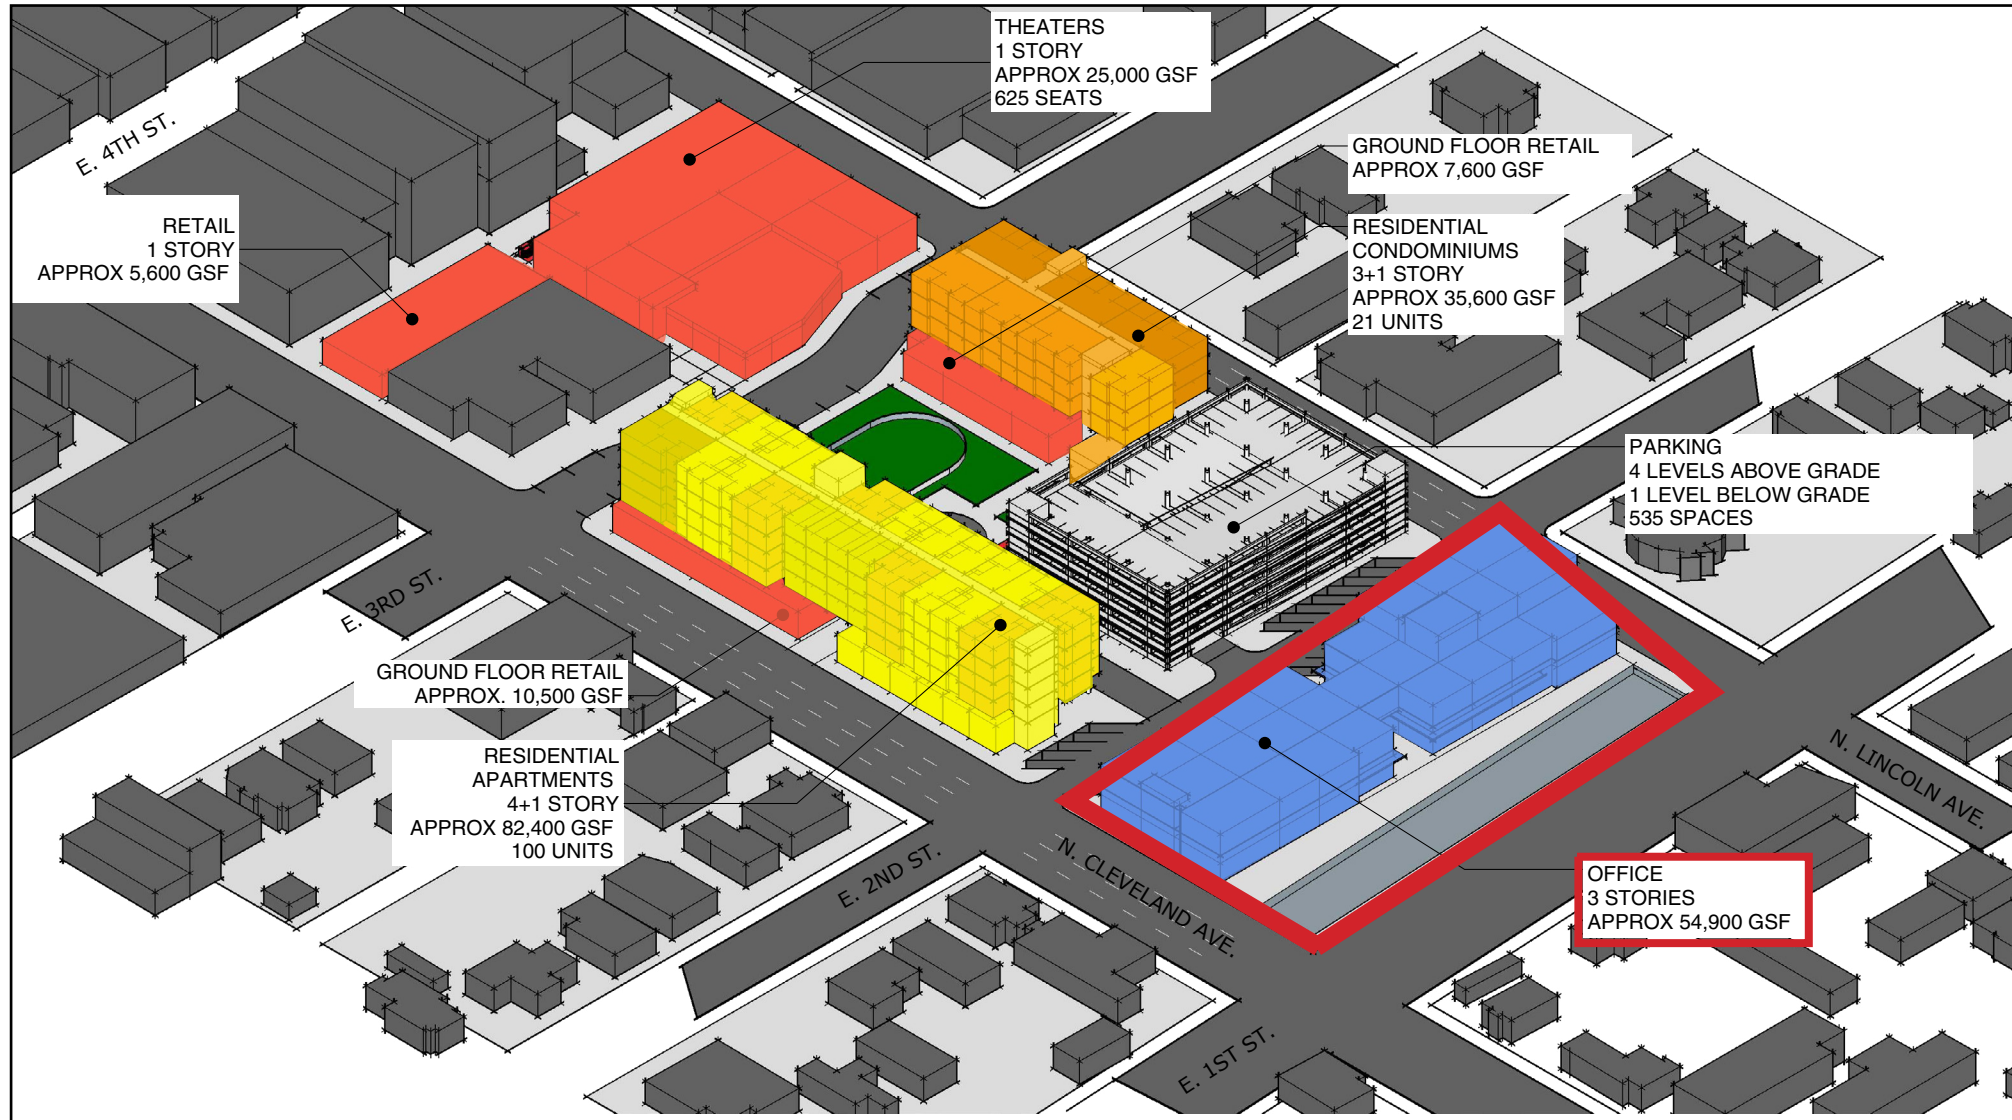 THEATERS
1 STORY
APPROX 25,000 GSF
625 SEATS
E. 4TH ST.
GROUND FLOOR RETAIL
APPROX 7,600 GSF
RETAIL
1 STORY
APPROX 5,600 GSF
RESIDENTIAL
CONDOMINIUMS
3+1 STORY
APPROX 35,600 GSF
21 UNITS
PARKING
4 LEVELS ABOVE GRADE
1 LEVEL BELOW GRADE
535 SPACES
E. 3RD ST.
GROUND FLOOR RETAIL
APPROX. 10,500 GSF
RESIDENTIAL
APARTMENTS
4+1 STORY
APPROX 82,400 GSF
100 UNITS
N. LINCOLN AVE.
E. 2ND ST.
N. CLEVELAND AVE.
OFFICE
3 STORIES
APPROX 54,900 GSF
E. 1ST ST.